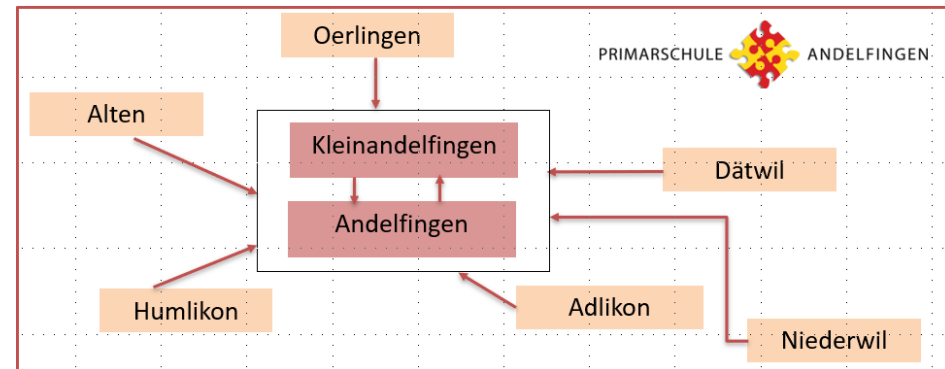 Oerlingen
PRIMARSCHULE ANDELFINGEN
Alten
Kleinandelfingen
Dätwil
Andelfingen
Humlikon
Adlikon
Niederwil